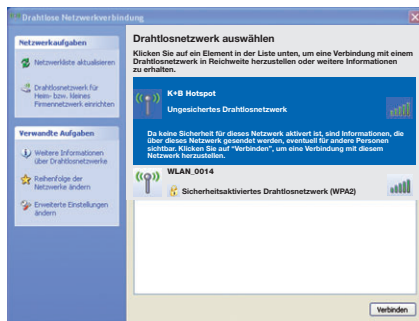 Drahtlose Netzwerkverbindung
Netzwerkaufgaben
Netzwerkliste aktualisieren
Drahtlosnetzwerk für
Heim- bzw. kleines
Firmennetzwerk einrichten
Verwandte Aufgaben
Weitere Informationen
über Drahtlosnetzwerke
Reihenfolge der
Netzwerke ändern
Erweiterte Einstellungen
ändern
Drahtlosnetzwerk auswählen
Klicken Sie auf ein Element in der Liste unten, um eine Verbindung mit einem
Drahtlosnetzwerk in Reichweite herzustellen oder weitere Informationen
zu erhalten.
K+B Hotspot
Ungesichertes Drahtlosnetzwerk
Da keine Sicherheit für dieses Netzwerk aktivert ist, sind Informationen, die
über dieses Netzwerk gesendet werden, eventuell für andere Personen
sichtbar. Klicken Sie auf "Verbinden", um eine Verbindung mit diesem
Netzwerk herzustellen.
WLAN_0014
Sicherheitsaktiviertes Drahtlosnetzwerk (WPA2)
Verbinden